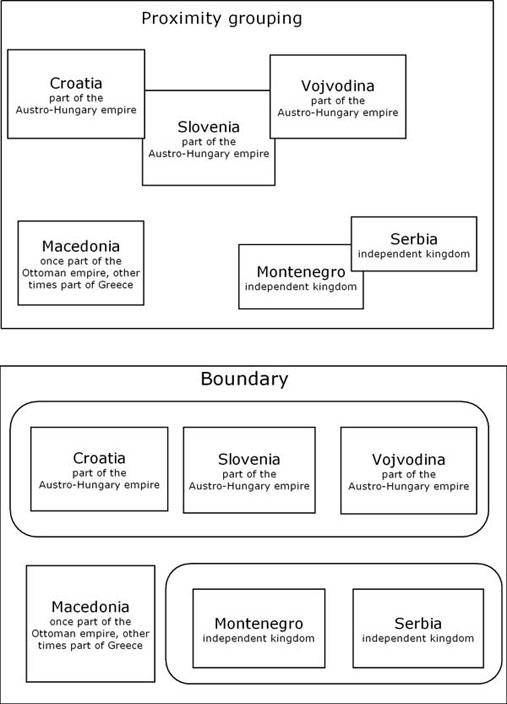 Proximity grouping
Croatia
part of the
Austro-Hungary empire
Vojvodina
part of the
Austro-Hungary empire
Slovenia
part of the
Austro-Hungary empire
Macedonia
once part of the
Ottoman empire, other
times part of Greece
Serbia
independent kingdom
Montenegro
independent kingdom
Boundary
Croatia
part of the
Austro-Hungary empire
Slovenia
part of the
Austro-Hungary empire
Vojvodina
part of the
Austro-Hungary empire
Macedonia
once part of the
Ottoman empire, other
times part of Greece
Montenegro
independent kingdom
Serbia
independent kingdom